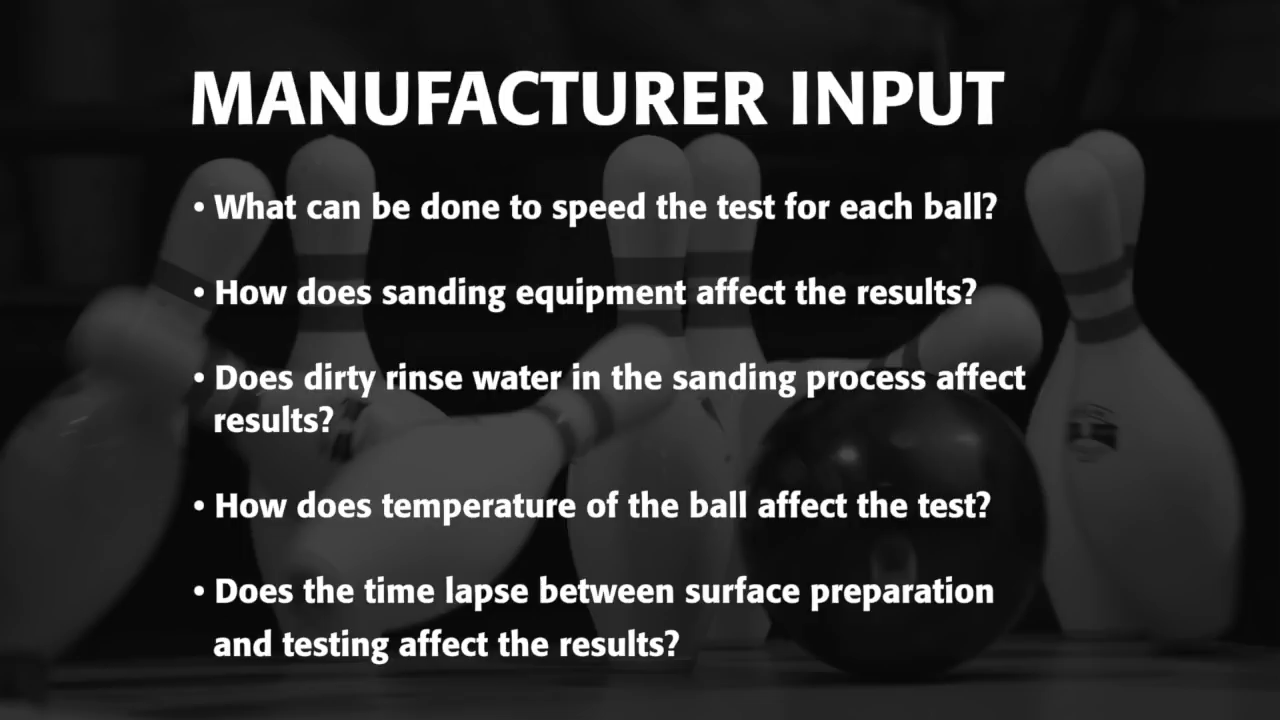 MANUFACTURER INPUT
• What can be done to speed the test for each ball?
• How does sanding equipment affect the results?
• Does dirty rinse water in the sanding process affect
results?
• How does temperature of the ball affect the test?
• Does the time lapse between surface preparation
and testing affect the results?